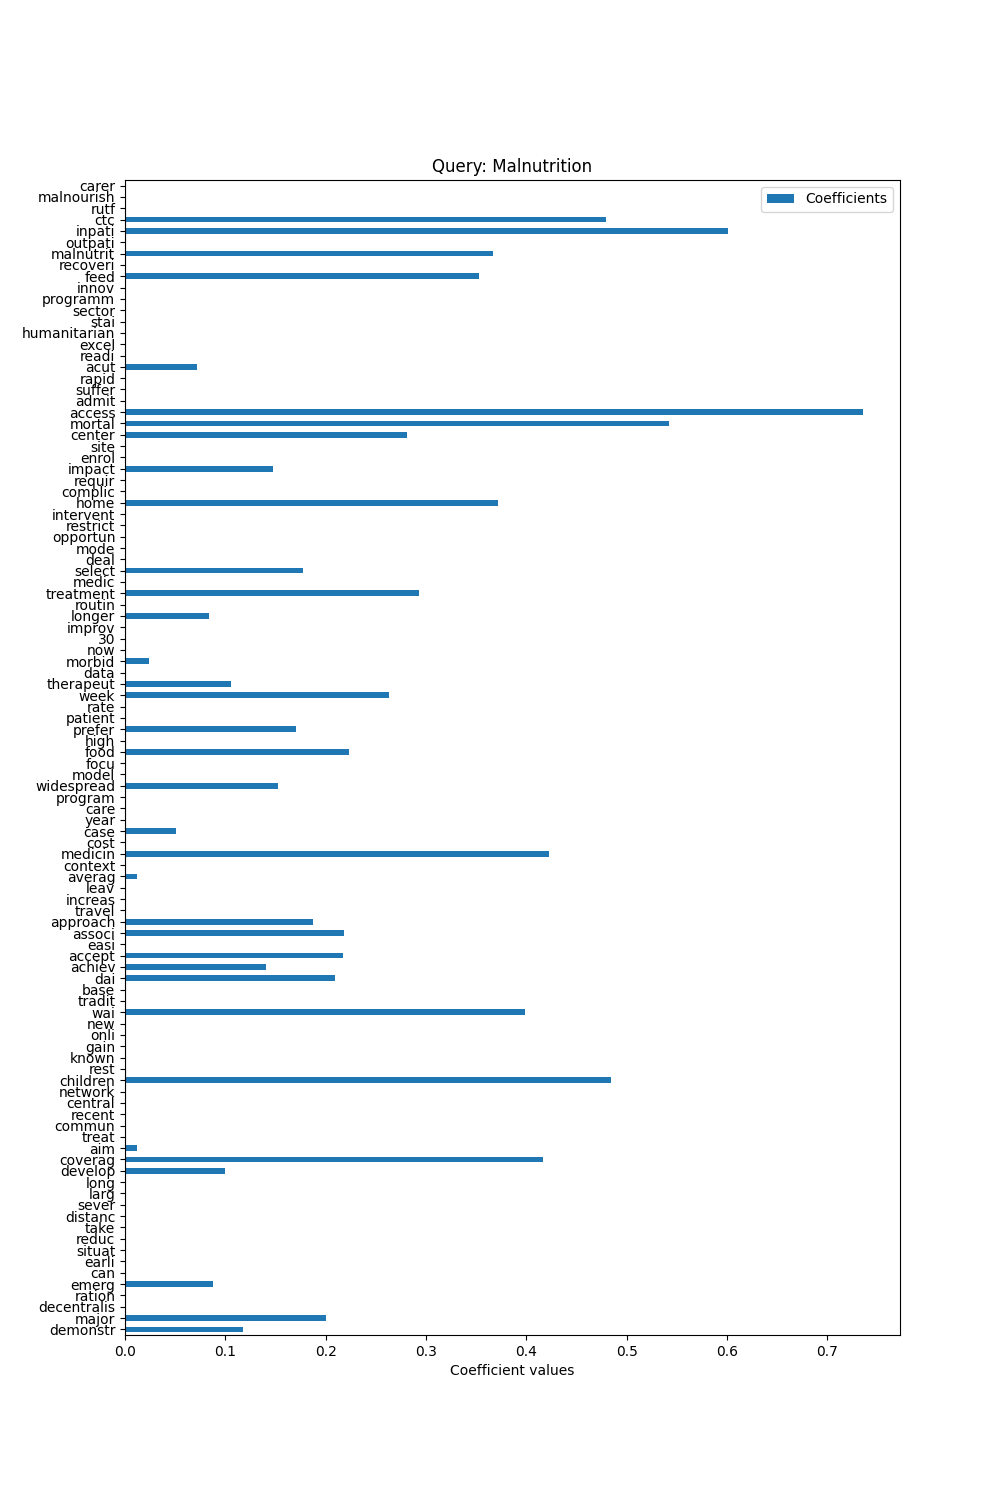 Query: Malnutrition
Coefficients
carer
malnourish
rutf
ctc
inpati
outpati
malnutrit
recoveri
feed
innov
programm
sector
stai
humanitarian
excel
readi
acut
rapid
suffer
admit
access
mortal
center
site
enrol
impact
requir
complic
home
intervent
restrict
opportun
mode
deal
select
medic
treatment
routin
longer
improv
30
now
morbid
data
therapeut
week
rate
patient
prefer
high
food
focu
model
widespread
program
care
year
case
cost
medicin
context
averag
leav
increas
travel
approach
associ
easi
accept
achiev
dai
base
tradit
wai
new
onli
gain
known
rest
children
network
central
recent
commun
treat
aim
coverag
develop
long
larg
sever
distanc
take
reduc
situat
earli
can
emerg
ration
decentralis
major
demonstr
0.0 0.1 0.2 0.3 0.4 0.5 0.6 0.7
Coefficient values